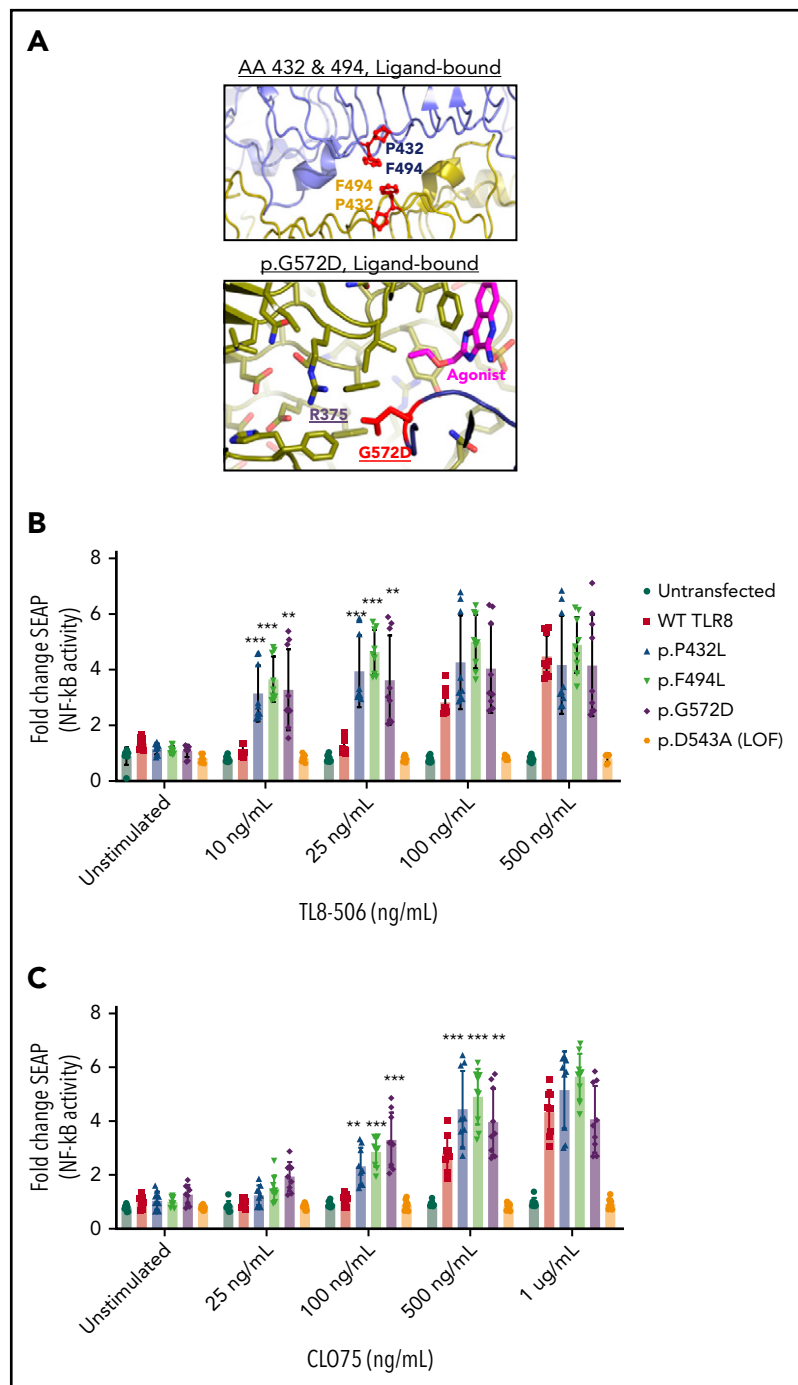 A
AA 432 & 494, Ligand-bound
P432
F494
F494
P432
p.G572D, Ligand-bound
Agonist
R375
G572D
B
Fold change SEAP
(NF-kB activity)
8
6
4
2
0
*** *** **
*** *** **
Unstimulated
10 ng/mL
25 ng/mL
100 ng/mL
500 ng/mL
TL8-506 (ng/mL)
Untransfected
WT TLR8
p.P432L
p.F494L
p.G572D
p.D543A (LOF)
C
Fold change SEAP
(NF-kB activity)
8
6
4
2
0
** *** ***
*** *** **
Unstimulated
25 ng/mL
100 ng/mL
500 ng/mL
1 ug/mL
CL075 (ng/mL)